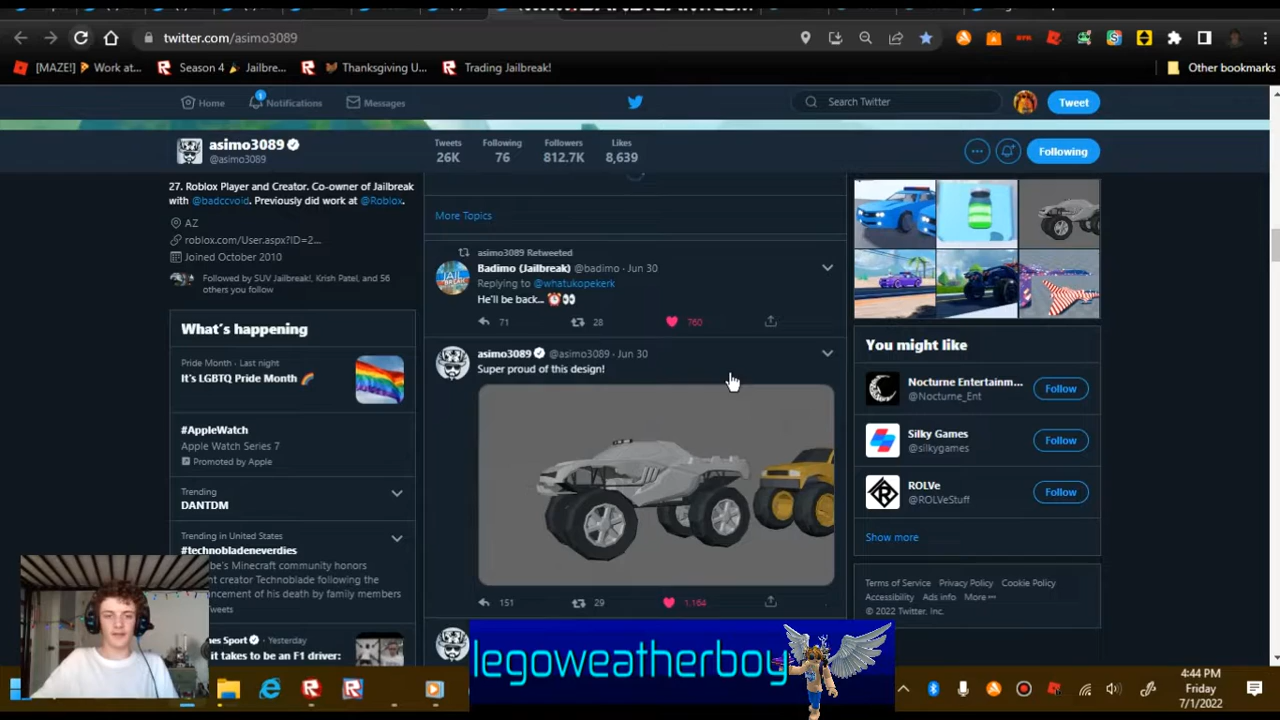 twitter.com/asimo3089
[MAZE!] Work at...
Season 4 Jailbre...
Thanksgiving U...
Trading Jailbreak!
Other bookmarks
Home
1
Notifications
Messages
Search Twitter
Tweet
asimo3089
@asimo3089
Tweets
26K
Following
76
Followers
812.7K
Likes
8,639
Following
27. Roblox Player and Creator. Co-owner of Jailbreak
with @badccvoid. Previously did work at @Roblox.
AZ
roblox.com/User.aspx?ID=2...
Joined October 2010
Followed by SUV Jailbreak!, Krish Patel, and 56
others you follow
What's happening
Pride Month · Last night
It's LGBTQ Pride Month
#AppleWatch
Apple Watch Series 7
Promoted by Apple
Trending
DANTDM
Trending in United States
#technobladeneverdies
be's Minecraft community honors
nt creator Technoblade following the
uncement of his death by family members
weets
nes Sport · Yesterday
it takes to be an F1 driver:
More Topics
asimo3089 Retweeted
Badimo (Jailbreak) @badimo · Jun 30
Replying to @whatukopekerk
He'll be back...
71
28
760
asimo3089 @asimo3089 · Jun 30
Super proud of this design!
151
29
1,164
You might like
Nocturne Entertainm...
@Nocturne_Ent
Follow
Silky Games
@silkygames
Follow
ROLVe
@ROLVeStuff
Follow
Show more
Terms of Service Privacy Policy Cookie Policy
Accessibility Ads info More
© 2022 Twitter, Inc.
legoweatherboy
4:44 PM
Friday
7/1/2022